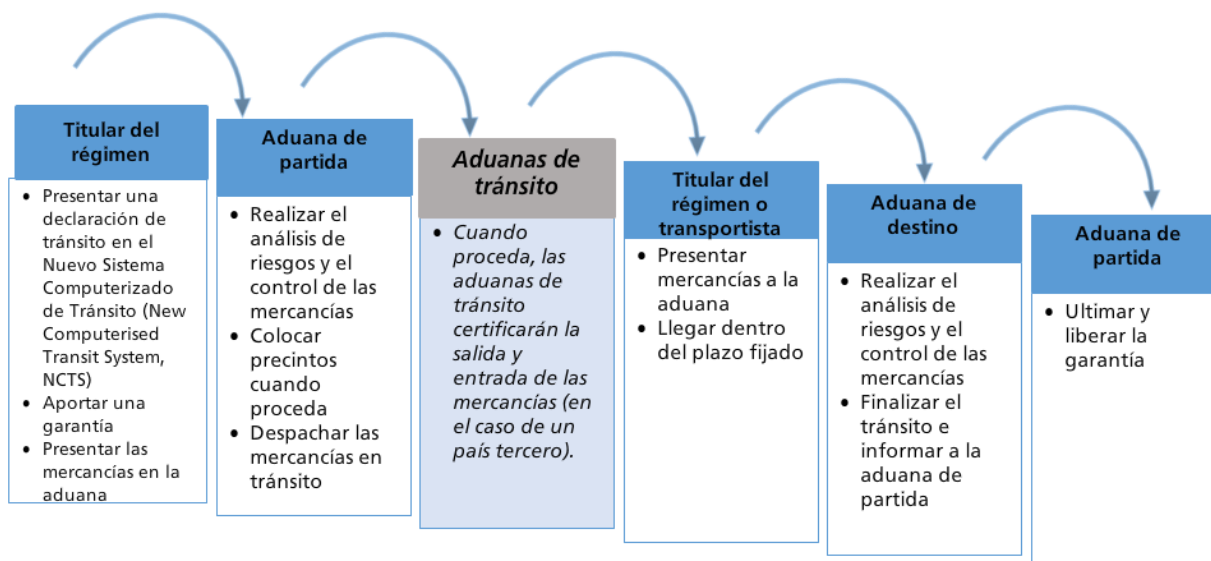 Titular del
régimen
• Presentar una
declaración de
tránsito en el
Nuevo Sistema
Computerizado
de Tránsito (New
Computerised
Transit System,
NCTS)
• Aportar una
garantía
• Presentar las
mercancías en la
aduana
Aduana de
partida
• Realizar el
análisis de
riesgos y el
control de las
mercancías
• Colocar
precintos
cuando
proceda
• Despachar las
mercancías en
tránsito
Aduanas de
tránsito
• Cuando
proceda, las
aduanas de
tránsito
certificarán la
salida y
entrada de las
mercancías (en
el caso de un
país tercero).
Titular del
régimen o
transportista
• Presentar
mercancías a la
aduana
• Llegar dentro
del plazo fijado
Aduana de
destino
• Realizar el
análisis de
riesgos y el
control de las
mercancías
• Finalizar el
tránsito e
informar a la
aduana de
partida
Aduana de
partida
• Ultimar y
liberar la
garantía